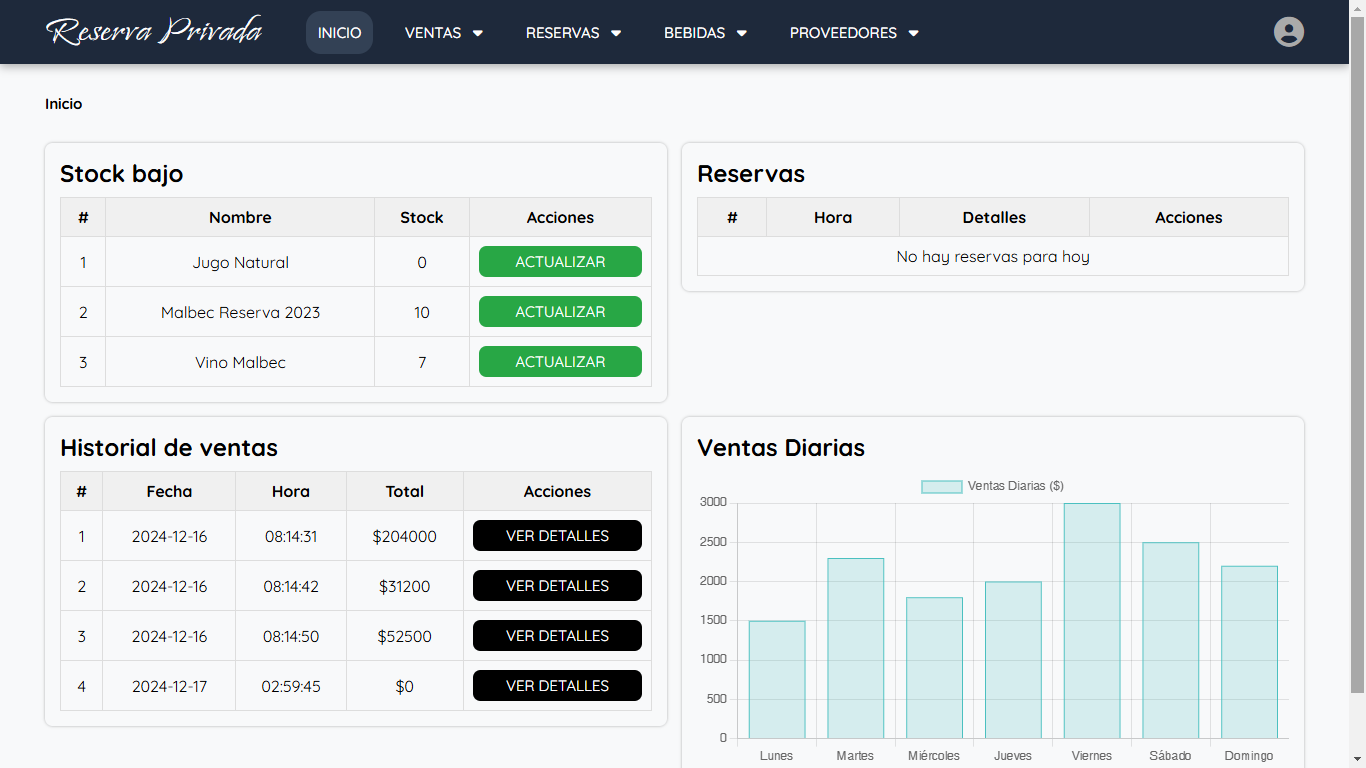 Reserva Privada INICIO VENTAS RESERVAS BEBIDAS PROVEEDORES
Inicio
Stock bajo
# Nombre Stock Acciones
1 Jugo Natural 0 ACTUALIZAR
2 Malbec Reserva 2023 10 ACTUALIZAR
3 Vino Malbec 7 ACTUALIZAR
Reservas
# Hora Detalles Acciones
No hay reservas para hoy
Historial de ventas
# Fecha Hora Total Acciones
1 2024-12-16 08:14:31 $204000 VER DETALLES
2 2024-12-16 08:14:42 $31200 VER DETALLES
3 2024-12-16 08:14:50 $52500 VER DETALLES
4 2024-12-17 02:59:45 $0 VER DETALLES
Ventas Diarias
Ventas Diarias ($)
3000
2500
2000
1500
1000
500
0
Lunes Martes Miércoles Jueves Viernes Sábado Domingo